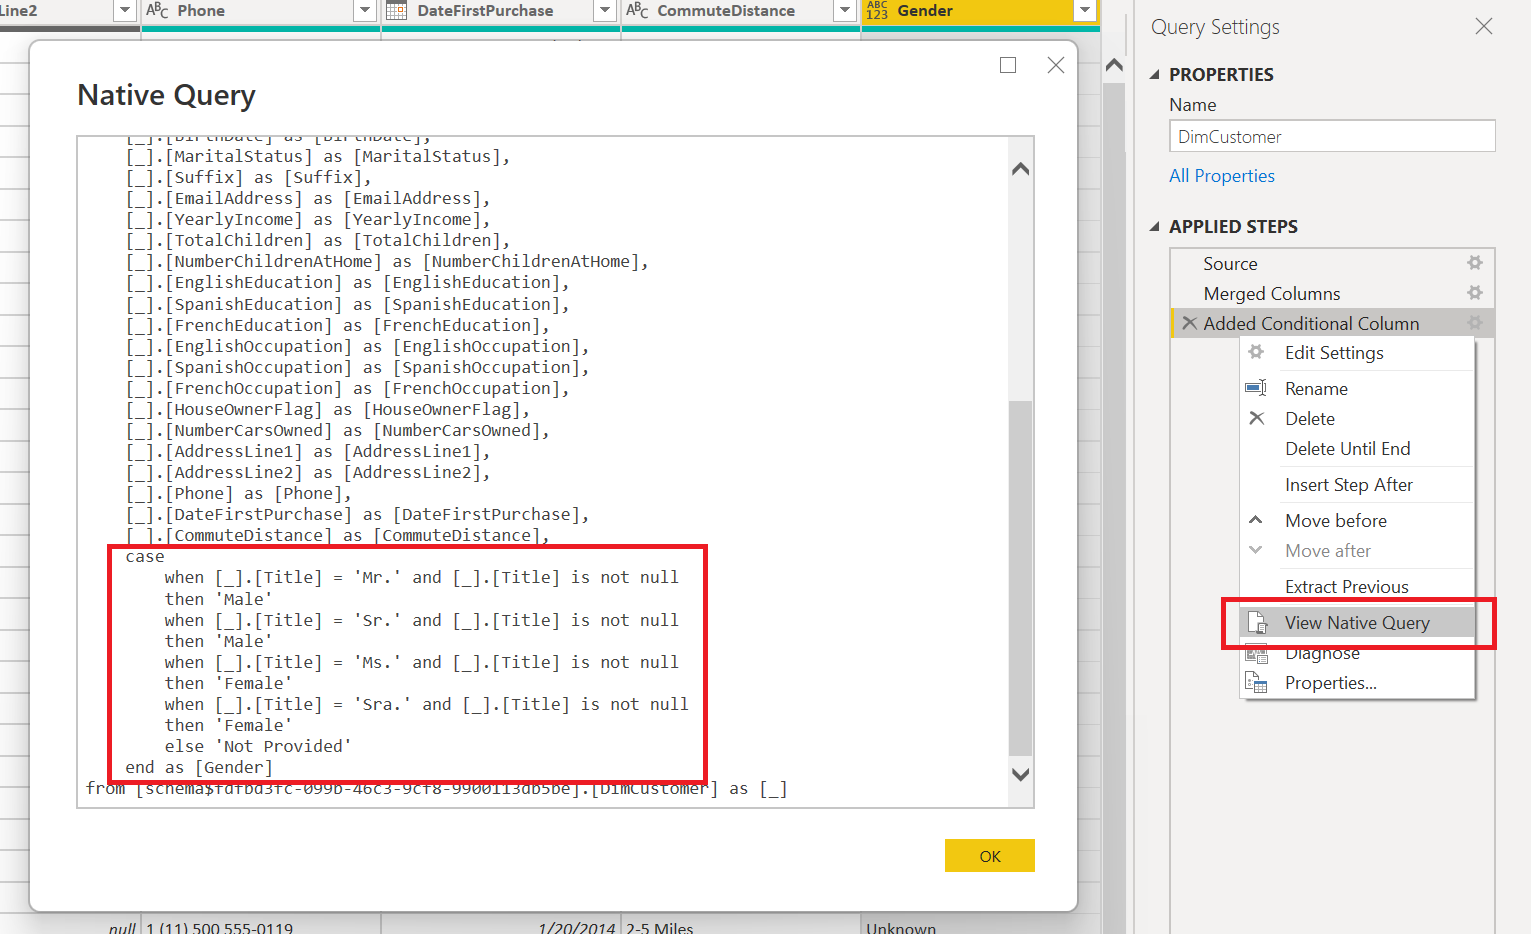 Line2
ABC Phone
DateFirstPurchase
ABC CommuteDistance
ABC 123 Gender
Native Query
[_].[BirthDate] as [BirthDate],
[_].[MaritalStatus] as [MaritalStatus],
[_].[Suffix] as [Suffix],
[_].[EmailAddress] as [EmailAddress],
[_].[YearlyIncome] as [YearlyIncome],
[_].[TotalChildren] as [TotalChildren],
[_].[NumberChildrenAtHome] as [NumberChildrenAtHome],
[_].[EnglishEducation] as [EnglishEducation],
[_].[SpanishEducation] as [SpanishEducation],
[_].[FrenchEducation] as [FrenchEducation],
[_].[EnglishOccupation] as [EnglishOccupation],
[_].[SpanishOccupation] as [SpanishOccupation],
[_].[FrenchOccupation] as [FrenchOccupation],
[_].[HouseOwnerFlag] as [HouseOwnerFlag],
[_].[NumberCarsOwned] as [NumberCarsOwned],
[_].[AddressLine1] as [AddressLine1],
[_].[AddressLine2] as [AddressLine2],
[_].[Phone] as [Phone],
[_].[DateFirstPurchase] as [DateFirstPurchase],
[_].[CommuteDistance] as [CommuteDistance],
case
when [_].[Title] = 'Mr.' and [_].[Title] is not null
then 'Male'
when [_].[Title] = 'Sr.' and [_].[Title] is not null
then 'Male'
when [_].[Title] = 'Ms.' and [_].[Title] is not null
then 'Female'
when [_].[Title] = 'Sra.' and [_].[Title] is not null
then 'Female'
else 'Not Provided'
end as [Gender]
from [schema$fdfbd3fc-099b-46c3-9cf8-9900113db5be].[DimCustomer] as [_]
OK
null
1 (11) 500 555-0119
1/20/2014
2-5 Miles
Unknown
Query Settings
PROPERTIES
Name
DimCustomer
All Properties
APPLIED STEPS
Source
Merged Columns
Added Conditional Column
Edit Settings
Rename
Delete
Delete Until End
Insert Step After
Move before
Move after
Extract Previous
View Native Query
Diagnose
Properties...